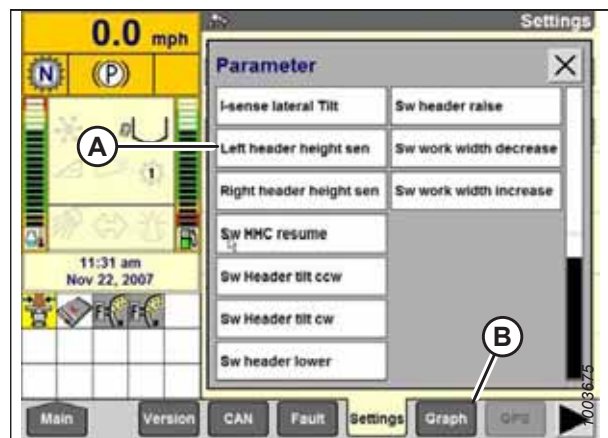 0.0 mph
Settings
N
(P)
Parameter
X
I-sense lateral Tilt
Sw header raise
D
A
Left header height sen
Sw work width decrease
1
Right header height sen
Sw work width increase
Sw HHC resume
11:31 am
Nov 22, 2007
Sw Header tilt ccw
F
F
Sw Header tilt cw
B
Sw header lower
Main
Version
CAN
Fault
Settings
Graph
GPS
1003675